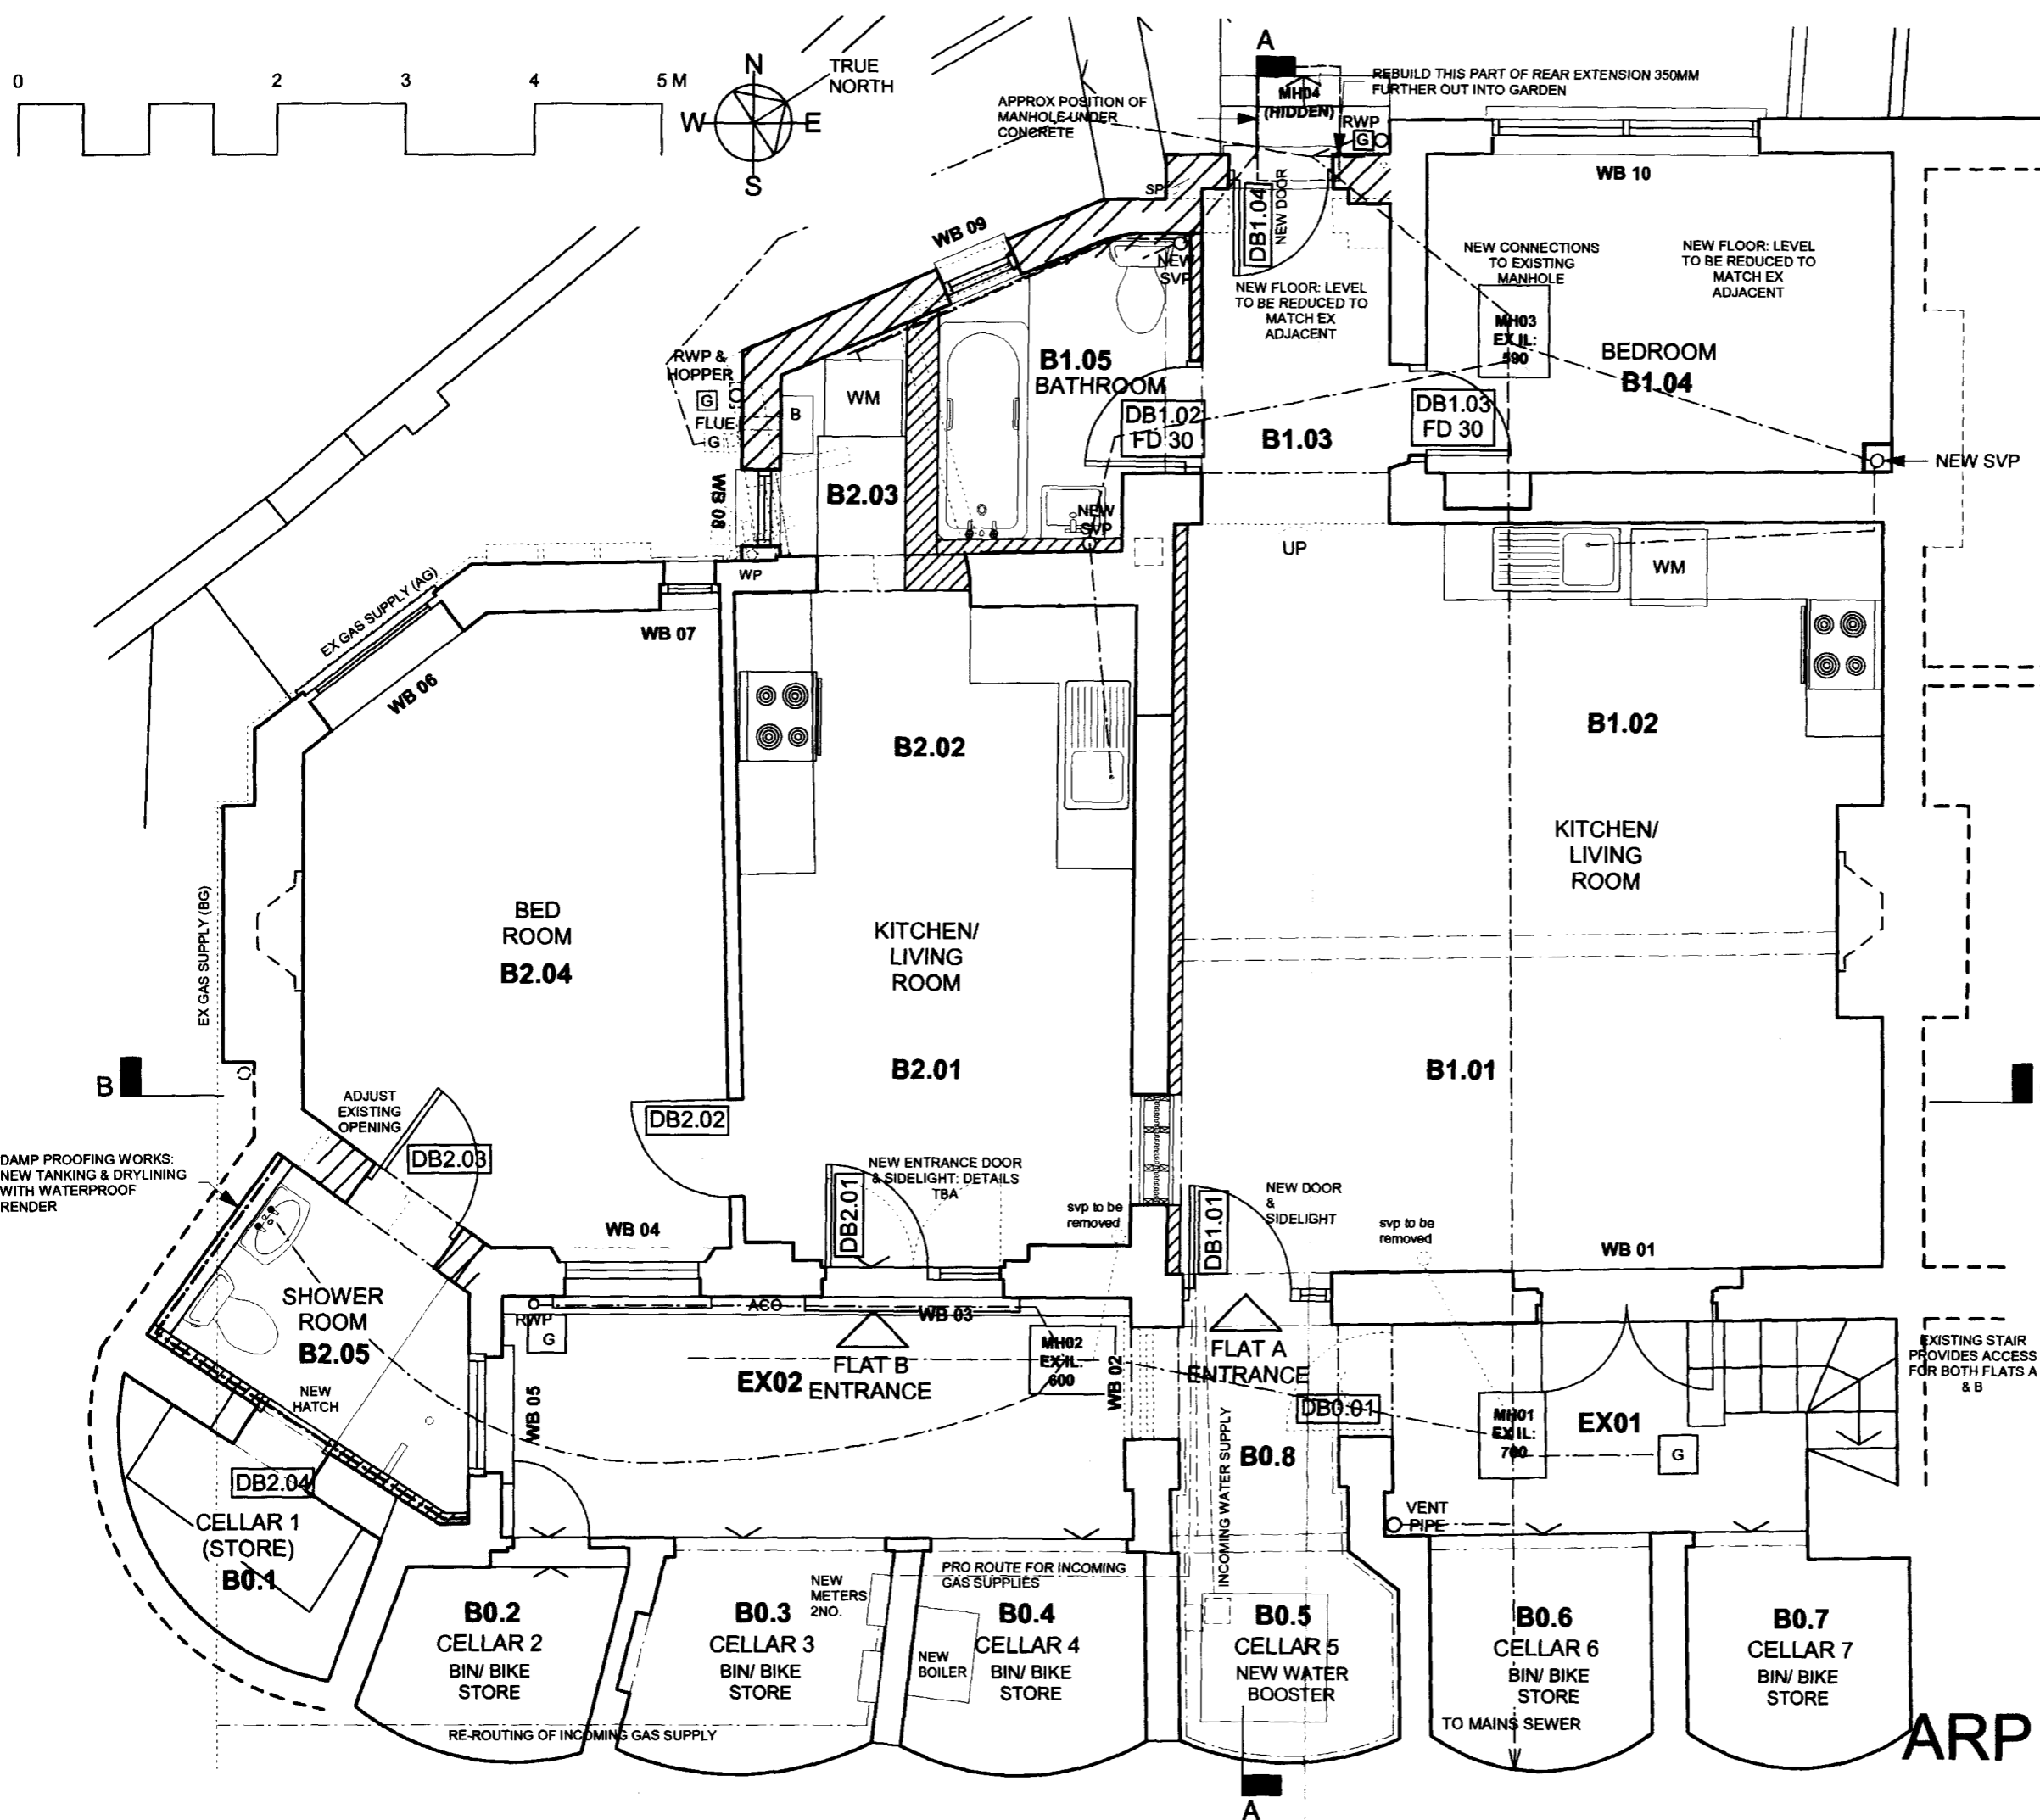 0
2
3
4
5 M
N
W
E
S
TRUE
NORTH
A
REBUILD THIS PART OF REAR EXTENSION 350MM
FURTHER OUT INTO GARDEN
APPROX POSITION OF
MANHOLE UNDER
CONCRETE
MH04
(HIDDEN)
RWP
G
SP
DB1.04
NEW DOOR
WB 10
WB 09
NEW
SVP
NEW FLOOR: LEVEL
TO BE REDUCED TO
MATCH EX
ADJACENT
NEW CONNECTIONS
TO EXISTING
MANHOLE
NEW FLOOR: LEVEL
TO BE REDUCED TO
MATCH EX
ADJACENT
MH03
EX IL:
590
BEDROOM
B1.04
RWP &
HOPPER
G
FLUE
G
B
WM
B1.05
BATHROOM
DB1.02
FD 30
B1.03
DB1.03
FD 30
NEW SVP
WB 08
B2.03
NEW
SVP
UP
WM
WP
EX GAS SUPPLY (AG)
WB 06
WB 07
B2.02
B1.02
KITCHEN/
LIVING
ROOM
BED
ROOM
B2.04
KITCHEN/
LIVING
ROOM
EX GAS SUPPLY (BG)
B
B2.01
B1.01
ADJUST
EXISTING
OPENING
DB2.02
DB2.03
DAMP PROOFING WORKS:
NEW TANKING & DRYLINING
WITH WATERPROOF
RENDER
NEW ENTRANCE DOOR
& SIDELIGHT: DETAILS
TBA
DB2.01
svp to be
removed
DB1.01
NEW DOOR
&
SIDELIGHT
svp to be
removed
WB 04
WB 01
SHOWER
ROOM
B2.05
RWP
G
ACO
WB 03
MH02
EX IL:
600
WB 02
FLAT B
ENTRANCE
EX02
FLAT A
ENTRANCE
EXISTING STAIR
PROVIDES ACCESS
FOR BOTH FLATS A
& B
NEW
HATCH
WB 05
DB0.01
MH01
EX IL:
700
EX01
G
B0.8
INCOMING WATER SUPPLY
DB2.04
VENT
PIPE
CELLAR 1
(STORE)
B0.1
B0.2
CELLAR 2
BIN/ BIKE
STORE
NEW
METERS
2NO.
B0.3
CELLAR 3
BIN/ BIKE
STORE
PRO ROUTE FOR INCOMING
GAS SUPPLIES
B0.4
CELLAR 4
BIN/ BIKE
STORE
NEW
BOILER
B0.5
CELLAR 5
NEW WATER
BOOSTER
B0.6
CELLAR 6
BIN/ BIKE
STORE
B0.7
CELLAR 7
BIN/ BIKE
STORE
RE-ROUTING OF INCOMING GAS SUPPLY
TO MAINS SEWER
ARP
A